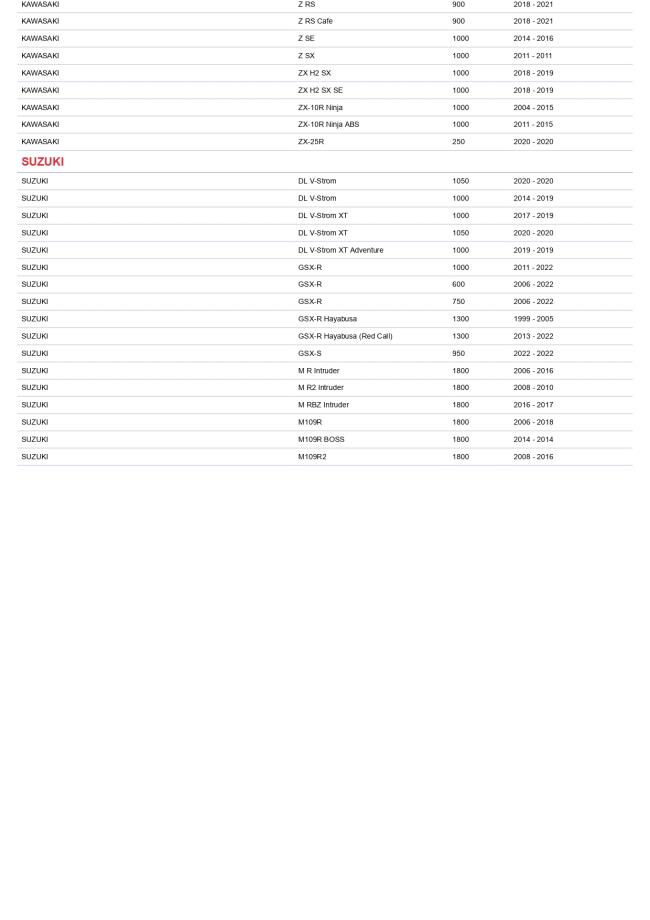 KAWASAKI Z RS 900 2018 - 2021
KAWASAKI Z RS Cafe 900 2018 - 2021
KAWASAKI Z SE 1000 2014 - 2016
KAWASAKI Z SX 1000 2011 - 2011
KAWASAKI ZX H2 SX 1000 2018 - 2019
KAWASAKI ZX H2 SX SE 1000 2018 - 2019
KAWASAKI ZX-10R Ninja 1000 2004 - 2015
KAWASAKI ZX-10R Ninja ABS 1000 2011 - 2015
KAWASAKI ZX-25R 250 2020 - 2020
SUZUKI
SUZUKI DL V-Strom 1050 2020 - 2020
SUZUKI DL V-Strom 1000 2014 - 2019
SUZUKI DL V-Strom XT 1000 2017 - 2019
SUZUKI DL V-Strom XT 1050 2020 - 2020
SUZUKI DL V-Strom XT Adventure 1000 2019 - 2019
SUZUKI GSX-R 1000 2011 - 2022
SUZUKI GSX-R 600 2006 - 2022
SUZUKI GSX-R 750 2006 - 2022
SUZUKI GSX-R Hayabusa 1300 1999 - 2005
SUZUKI GSX-R Hayabusa (Red CalI) 1300 2013 - 2022
SUZUKI GSX-S 950 2022 - 2022
SUZUKI M R Intruder 1800 2006 - 2016
SUZUKI M R2 Intruder 1800 2008 - 2010
SUZUKI M RBZ Intruder 1800 2016 - 2017
SUZUKI M109R 1800 2006 - 2018
SUZUKI M109R BOSS 1800 2014 - 2014
SUZUKI M109R2 1800 2008 - 2016